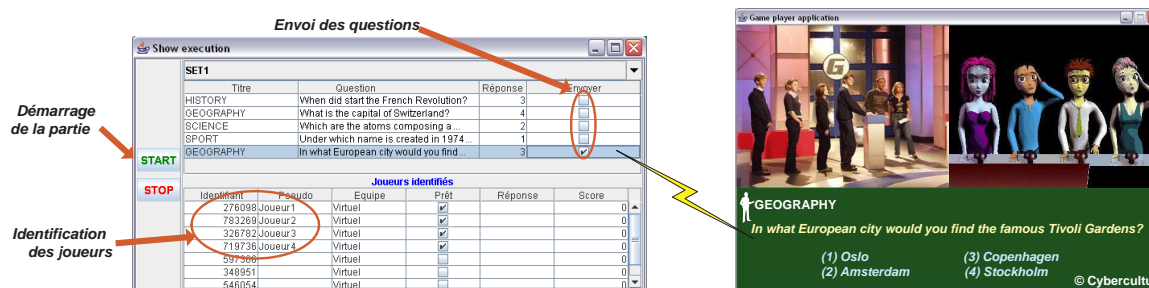 Envoi des questions
Show execution
SET1
Titre Question Réponse Envoyer
HISTORY When did start the French Revolution? 3
GEOGRAPHY What is the capital of Switzerland? 4
SCIENCE Which are the atoms composing a ... 2
SPORT Under which name is created in 1974... 1
GEOGRAPHY In what European city would you find... 3
Démarrage
de la partie
START
STOP
Joueurs identifiés
Identifiant Pseudo Equipe Prêt Réponse Score
276098 Joueur1 Virtuel 0
783269 Joueur2 Virtuel 0
326782 Joueur3 Virtuel 0
719736 Joueur4 Virtuel 0
597388 Virtuel 0
348951 Virtuel 0
546054 Virtuel 0
Identification
des joueurs
Game player application
G
GEOGRAPHY
In what European city would you find the famous Tivoli Gardens?
(1) Oslo (3) Copenhagen
(2) Amsterdam (4) Stockholm
© Cybercultu